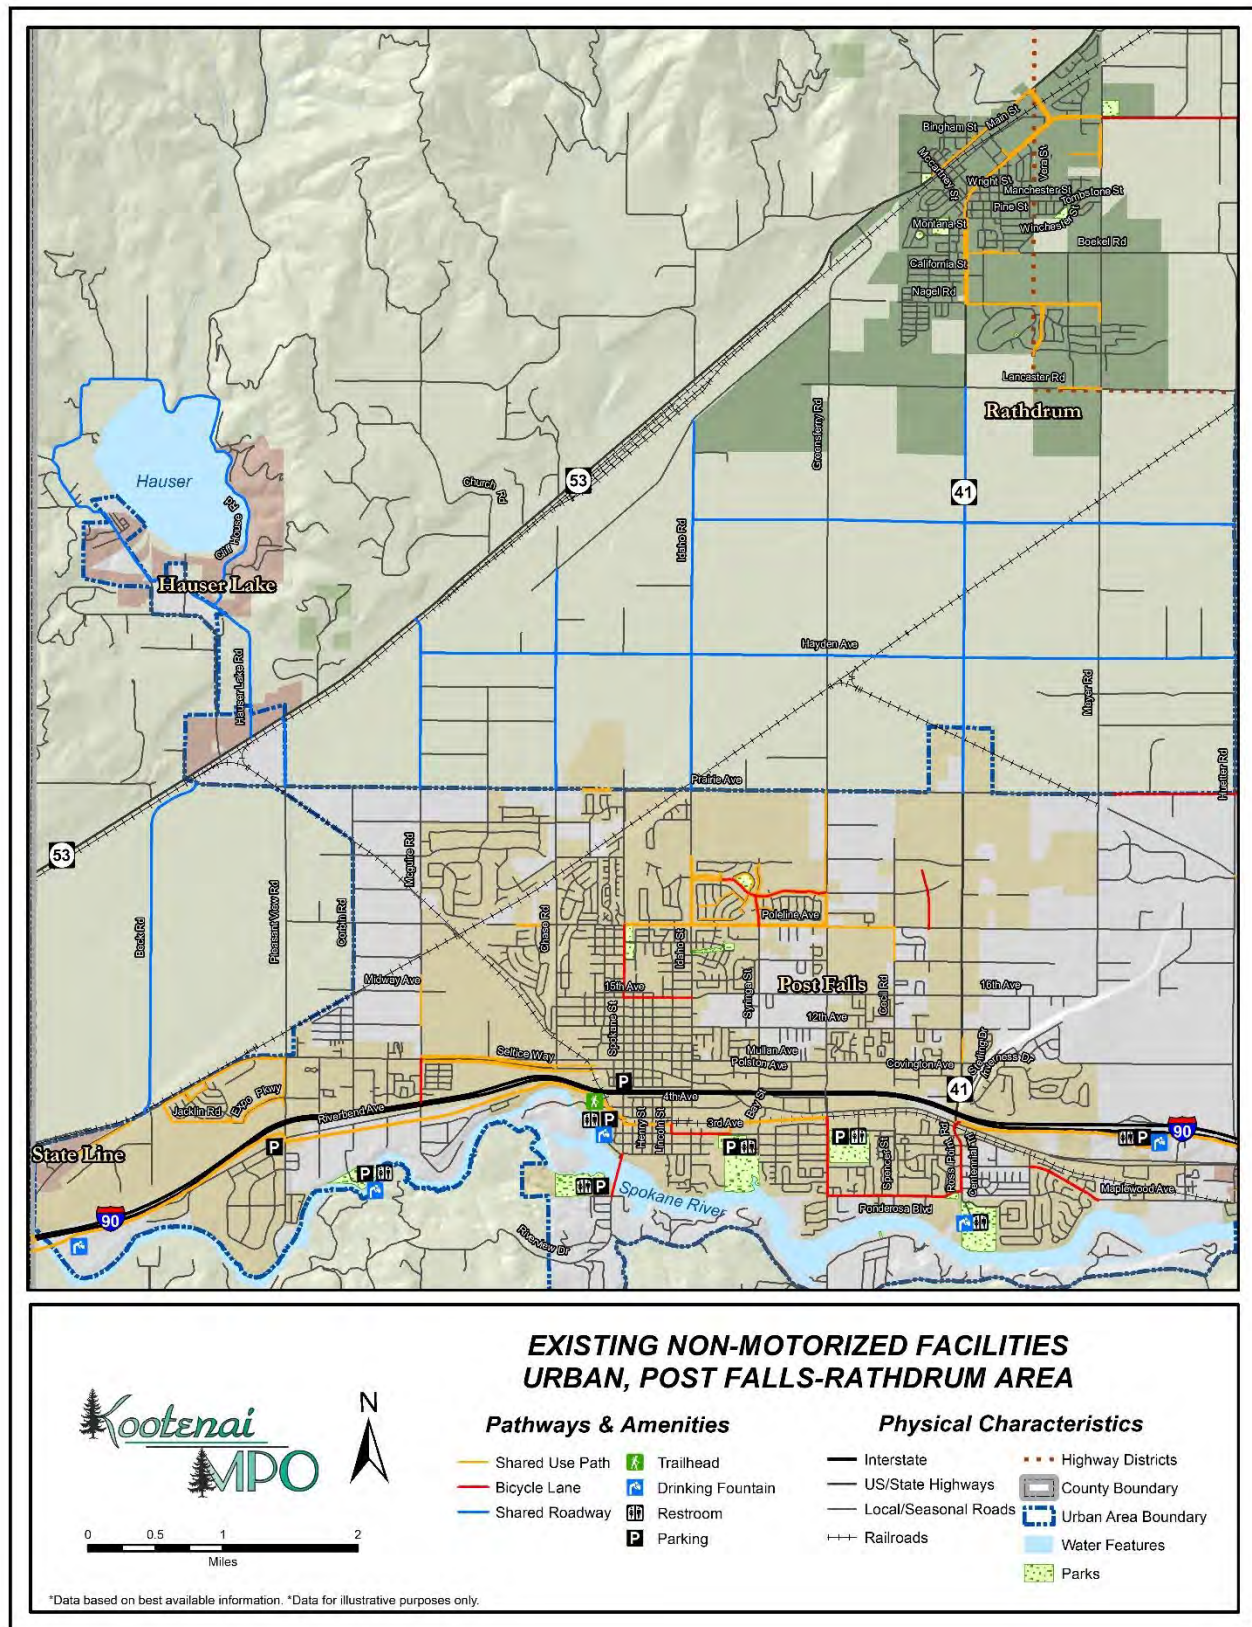 Bingham St
Main St
McCartney St
Wright St
Vera St
Manchester St
Tombstone St
Pine St
Winchester St
Montana St
Boekel Rd
California St
Nagel Rd
Lancaster Rd
Rathdrum
Greensferry Rd
Hauser
Church Rd
53
41
Cliff House Rd
Idaho Rd
Hauser Lake
Hayden Ave
Hauser Lake Rd
Meyer Rd
Prairie Ave
Huetter Rd
53
Mcguire Rd
Beck Rd
Pleasant View Rd
Corbin Rd
Chase Rd
Poleline Ave
Idaho St
Midway Ave
15th Ave
Syringa St
Post Falls
Cecil Rd
16th Ave
Spokane St
12th Ave
Seltice Way
Mullan Ave
Polston Ave
Covington Ave
Sterling Dr
Inverness Dr
41
Jacklin Rd
Expo Pkwy
Riverbend Ave
P
4th Ave
Bay St
Henry St
Lincoln St
3rd Ave
P
P
P
P
P
90
State Line
P
P
Spencer St
Ross Point Rd
Centennial Trl
Maplewood Ave
Spokane River
Ponderosa Blvd
90
Riverview Dr
EXISTING NON-MOTORIZED FACILITIES
URBAN, POST FALLS-RATHDRUM AREA
Kootenai
MPO
N
0 0.5 1 2
Miles
Pathways & Amenities
Shared Use Path
Bicycle Lane
Shared Roadway
Trailhead
Drinking Fountain
Restroom
P Parking
Physical Characteristics
Interstate
US/State Highways
Local/Seasonal Roads
Railroads
Highway Districts
County Boundary
Urban Area Boundary
Water Features
Parks
*Data based on best available information. *Data for illustrative purposes only.